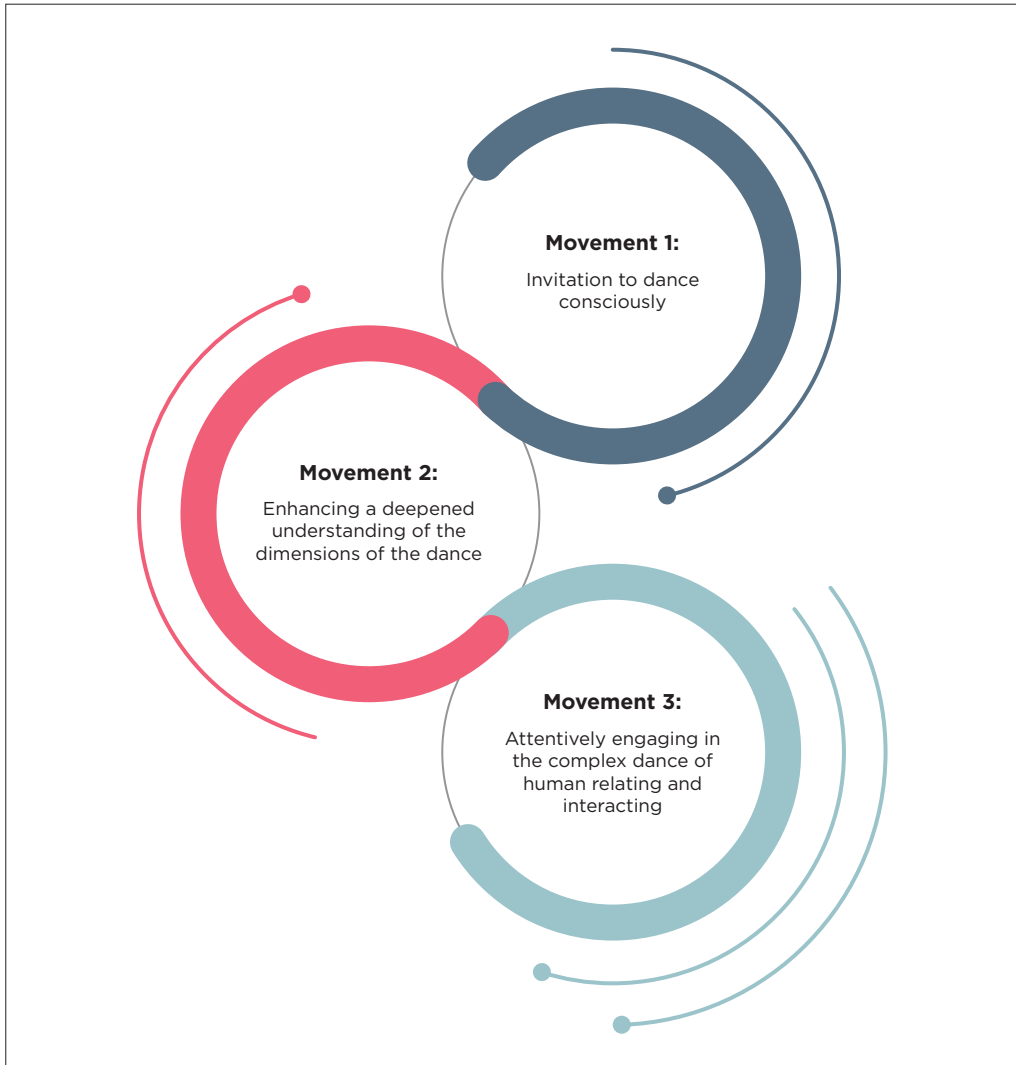 Movement 1:
Invitation to dance
consciously
Movement 2:
Enhancing a deepened
understanding of the
dimensions of the dance
Movement 3:
Attentively engaging in
the complex dance of
human relating and
interacting